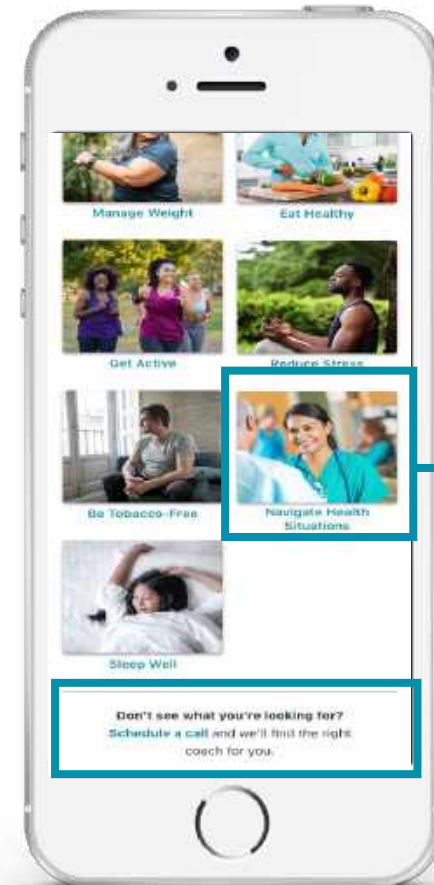 Manage Weight
Eat Healthy
Get Active
Reduce Stress
Be Tobacco-Free
Navigate Health
Situations
Sleep Well
Don't see what you're looking for?
Schedule a call and we'll find the right
coach for you.